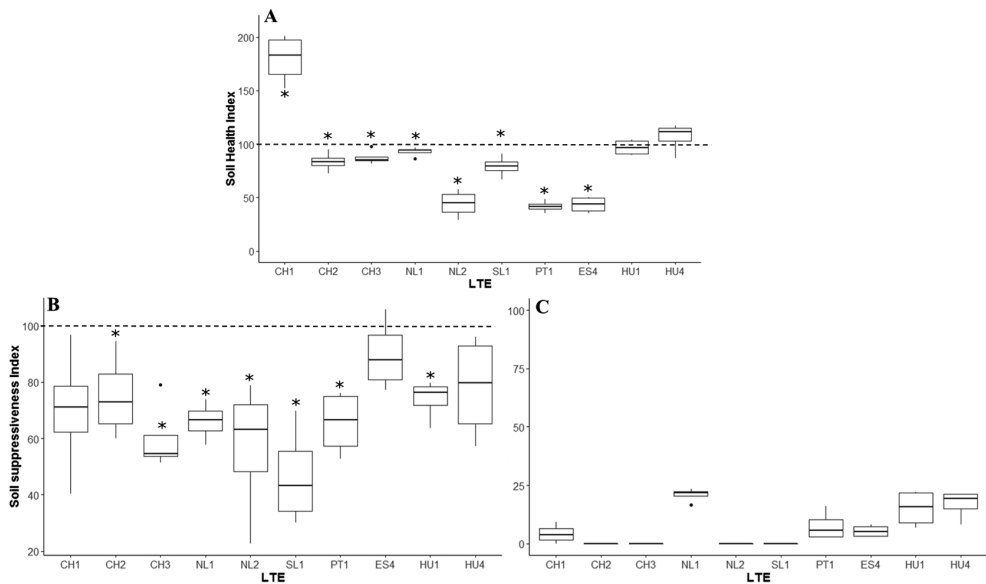 A
Soil Health Index
200
150
100
50
0
* * * * * * * *
CH1 CH2 CH3 NL1 NL2 SL1 PT1 ES4 HU1 HU4
LTE
B
Soil suppressiveness Index
100
80
60
40
20
* * * * * * *
CH1 CH2 CH3 NL1 NL2 SL1 PT1 ES4 HU1 HU4
LTE
C
100
75
50
25
0
CH1 CH2 CH3 NL1 NL2 SL1 PT1 ES4 HU1 HU4
LTE